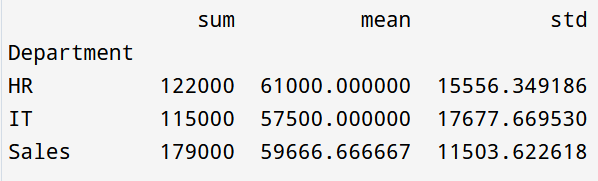 sum mean std
Department
HR 122000 61000.000000 15556.349186
IT 115000 57500.000000 17677.669530
Sales 179000 59666.666667 11503.622618